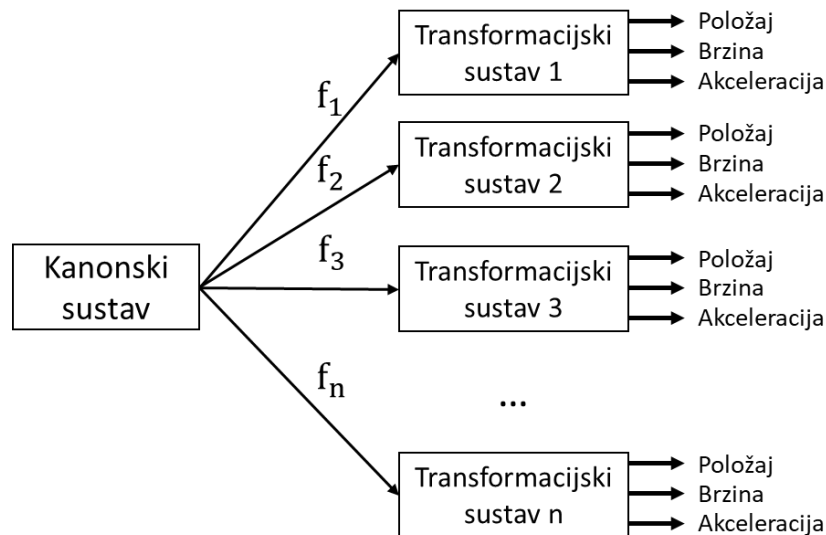 Transformacijski
sustav 1
Položaj
Brzina
Akceleracija
f₁
Transformacijski
sustav 2
Položaj
Brzina
Akceleracija
f₂
Kanonski
sustav
f₃
Transformacijski
sustav 3
Položaj
Brzina
Akceleracija
fₙ
...
Transformacijski
sustav n
Položaj
Brzina
Akceleracija